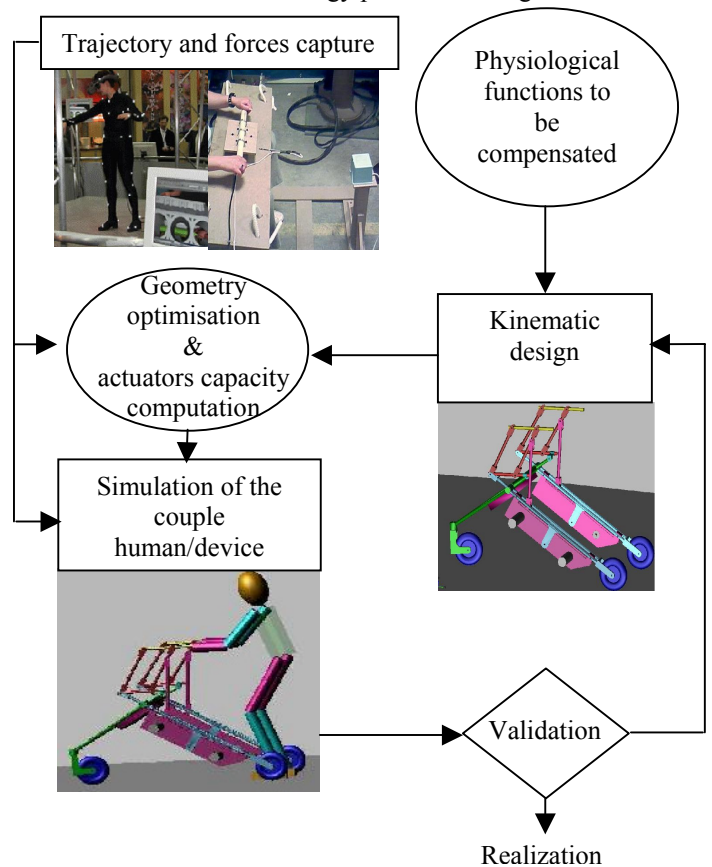 Trajectory and forces capture
Physiological
functions to
be
compensated
Geometry
optimisation
&
actuators capacity
computation
Kinematic
design
Simulation of the
couple
human/device
Validation
Realization